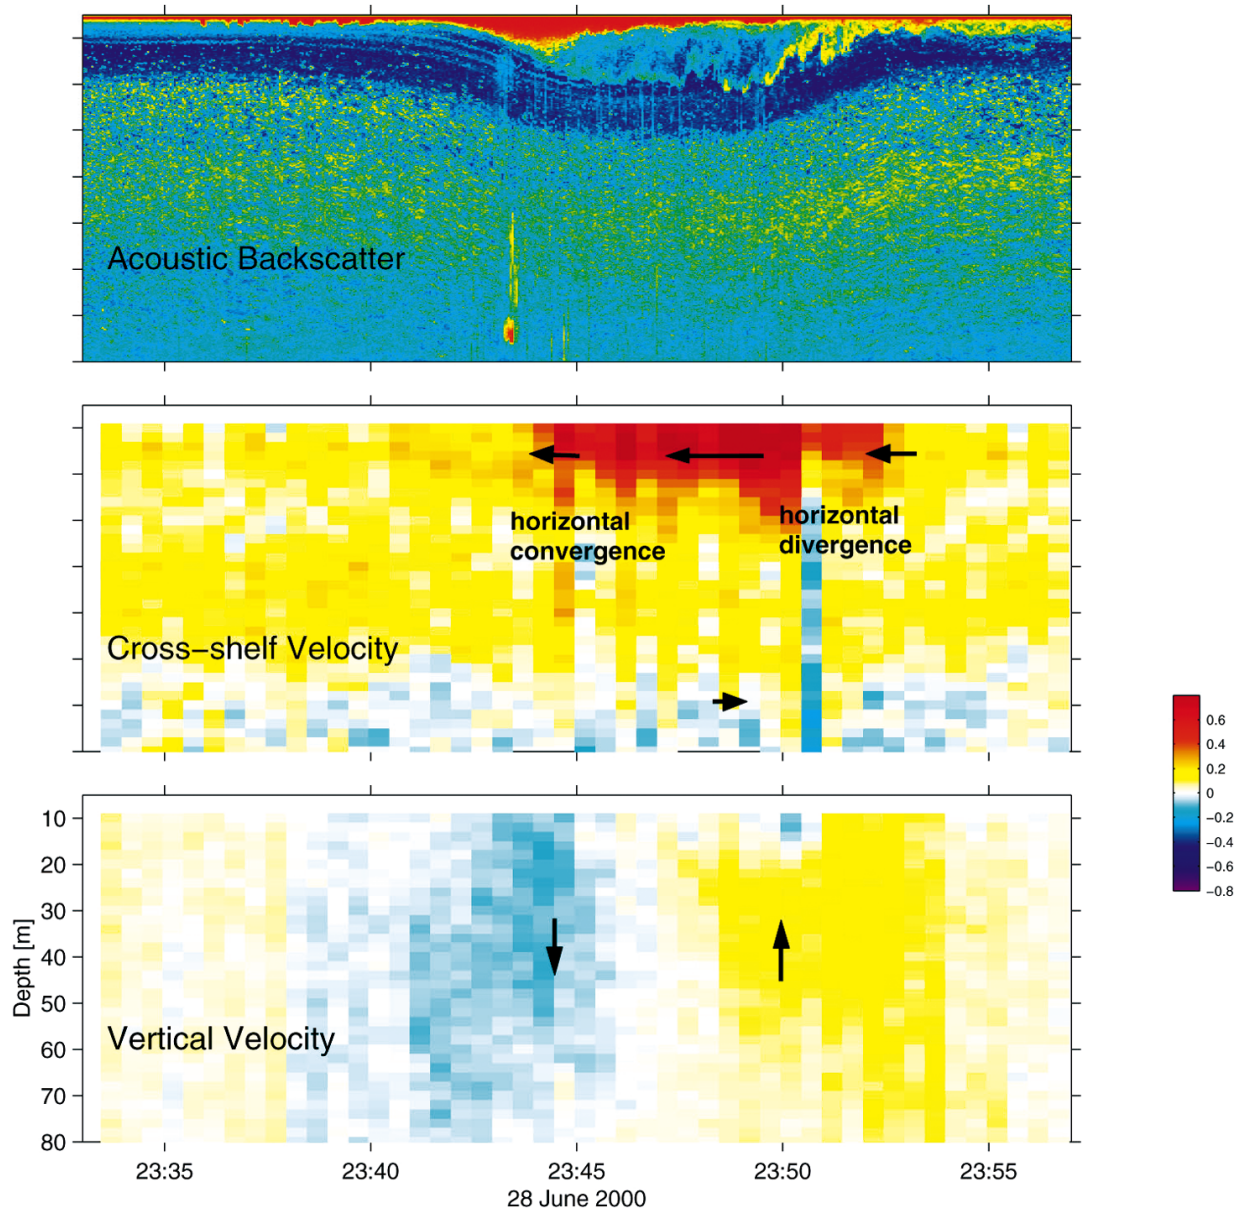 Acoustic Backscatter
horizontal
convergence
horizontal
divergence
Cross−shelf Velocity
0.6
0.4
0.2
0
−0.2
−0.4
−0.6
−0.8
Depth [m]
10
20
30
40
50
60
70
80
Vertical Velocity
23:35
23:40
23:45
23:50
23:55
28 June 2000